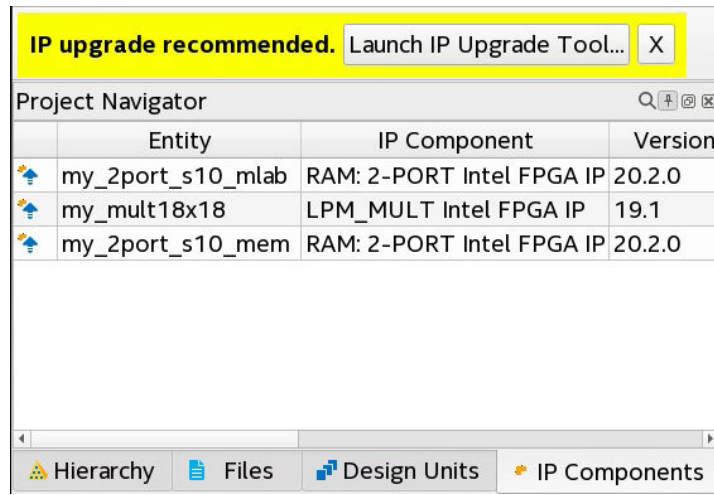 IP upgrade recommended. Launch IP Upgrade Tool... X
Project Navigator
Entity IP Component Version
my_2port_s10_mlab RAM: 2-PORT Intel FPGA IP 20.2.0
my_mult18x18 LPM_MULT Intel FPGA IP 19.1
my_2port_s10_mem RAM: 2-PORT Intel FPGA IP 20.2.0
Hierarchy Files Design Units IP Components